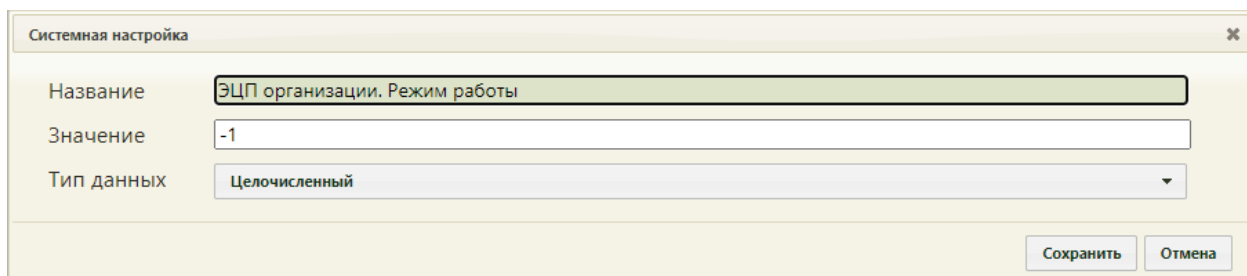 Системная настройка
Название ЭЦП организации. Режим работы
Значение -1
Тип данных Целочисленный
Сохранить Отмена